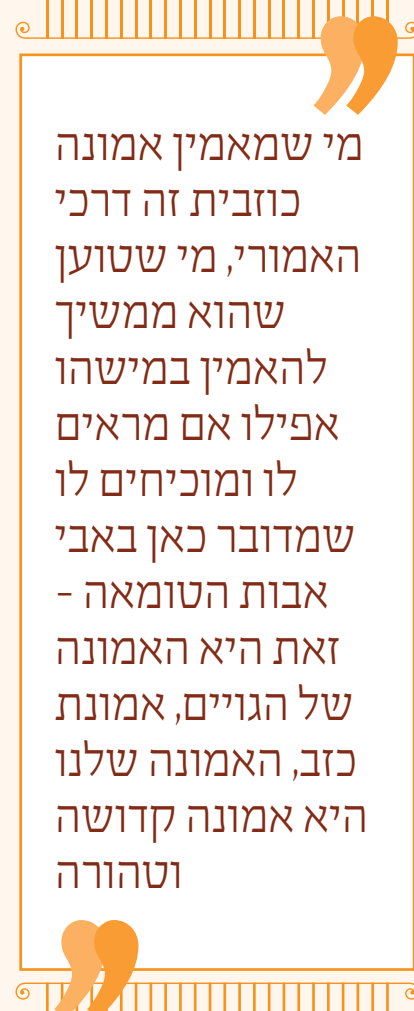 מי שמאמין אמונה
כוזבית זה דרכי
האמורי, מי שטוען
שהוא ממשיך
להאמין במישהו
אפילו אם מראים
לו ומוכיחים לו
שמדובר כאן באבי
אבות הטומאה -
זאת היא האמונה
של הגויים, אמונת
כזב, האמונה שלנו
היא אמונה קדושה
וטהורה